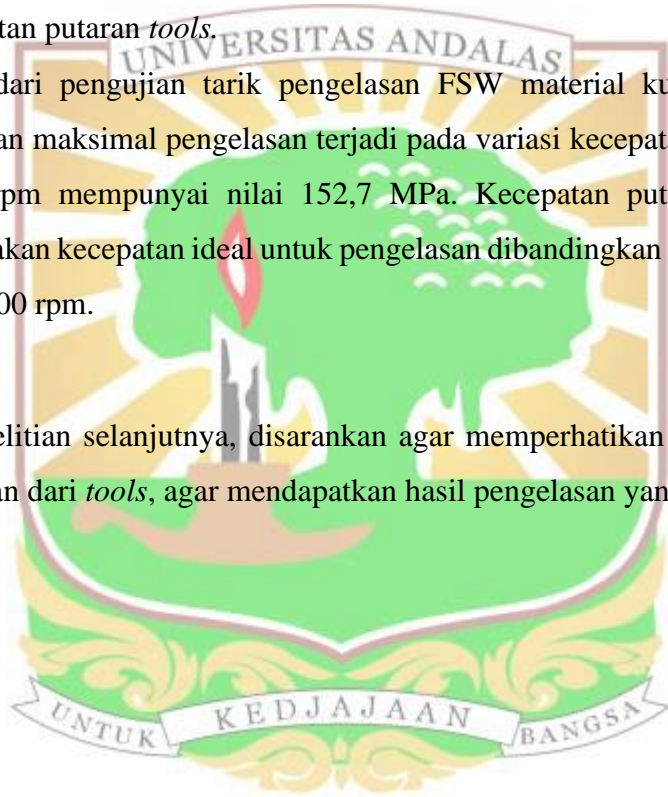 tan putaran tools.
UNIVERSITAS ANDALAS
dari pengujian tarik pengelasan FSW material ku
an maksimal pengelasan terjadi pada variasi kecepat
rpm mempunyai nilai 152,7 MPa. Kecepatan put
akan kecepatan ideal untuk pengelasan dibandingkan
00 rpm.
elitian selanjutnya, disarankan agar memperhatikan
an dari tools, agar mendapatkan hasil pengelasan yan
UNTUK KEDJAJAAN BANGSA